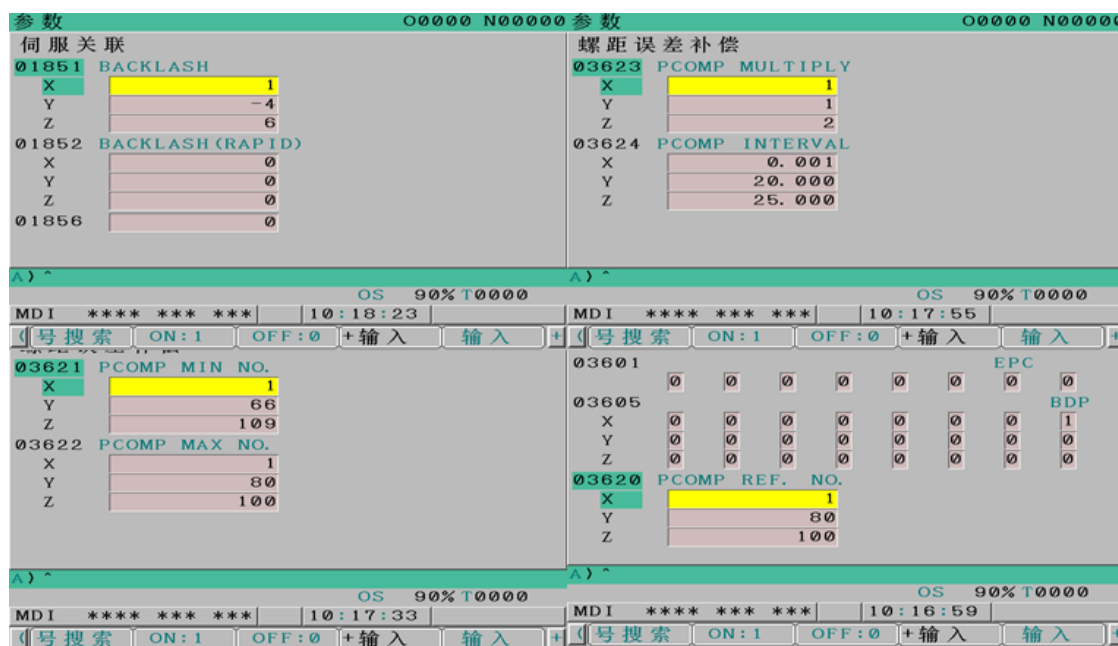 参数 O0000 N00000
伺服关联
01851 BACKLASH
X 1
Y -4
Z 6
01852 BACKLASH(RAPID)
X 0
Y 0
Z 0
01856 0
A) ^
OS 90% T0000
MDI **** *** *** 10:18:23
(号搜索 ON:1 OFF:0 +输入 输入 +
参数 O0000 N00000
螺距误差补偿
03623 PCOMP MULTIPLY
X 1
Y 1
Z 2
03624 PCOMP INTERVAL
X 0.001
Y 20.000
Z 25.000
A) ^
OS 90% T0000
MDI **** *** *** 10:17:55
(号搜索 ON:1 OFF:0 +输入 输入 +
03621 PCOMP MIN NO.
X 1
Y 66
Z 109
03622 PCOMP MAX NO.
X 1
Y 80
Z 100
A) ^
OS 90% T0000
MDI **** *** *** 10:17:33
(号搜索 ON:1 OFF:0 +输入 输入 +
03601 EPC
0 0 0 0 0 0 0 0
03605 BDP
X 0 0 0 0 0 0 0 1
Y 0 0 0 0 0 0 0 0
Z 0 0 0 0 0 0 0 0
03620 PCOMP REF. NO.
X 1
Y 80
Z 100
A) ^
OS 90% T0000
MDI **** *** *** 10:16:59
(号搜索 ON:1 OFF:0 +输入 输入 +